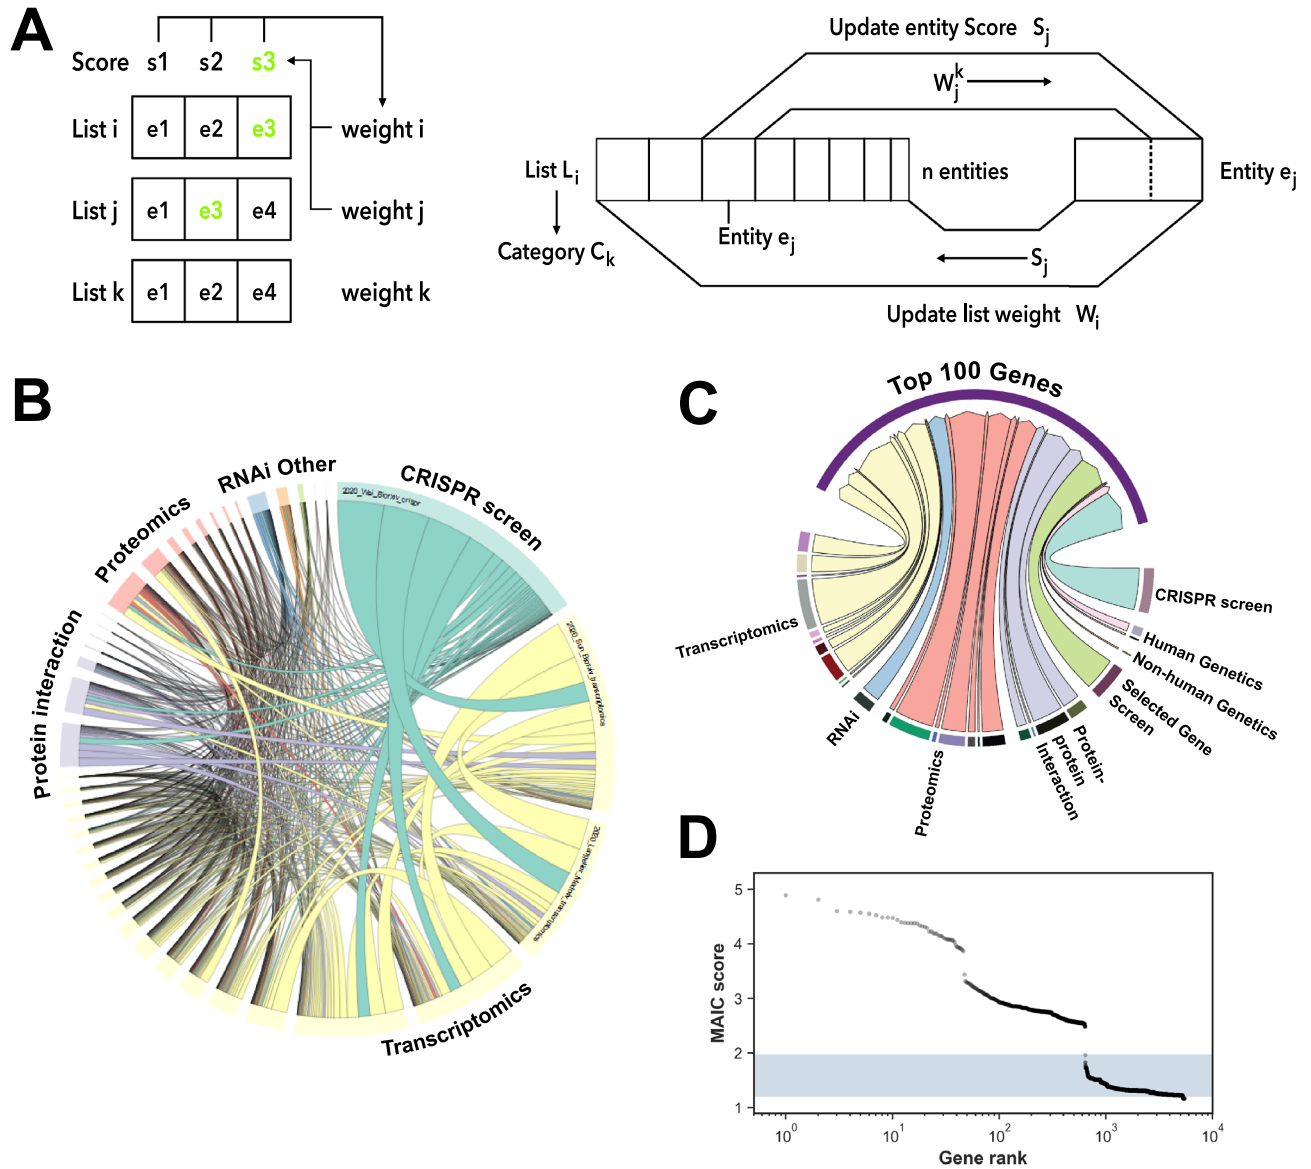 A
Score s1 s2 s3
List i e1 e2 e3 weight i
List j e1 e3 e4 weight j
List k e1 e2 e4 weight k
Update entity Score Sj
Wjk
List Li
n entities
Entity ej
Entity ej
Category Ck
Sj
Update list weight Wi
B
RNAi Other
CRISPR screen
Proteomics
Protein interaction
Transcriptomics
2020_Wei_Biorxiv_crispr
2020_Sun_Biorxiv_transcriptomics
C
Top 100 Genes
Transcriptomics
RNAi
Proteomics
Protein-
protein
Interaction
Selected Gene
Screen
Non-human Genetics
Human Genetics
CRISPR screen
D
MAIC score
5
4
3
2
1
10^0 10^1 10^2 10^3 10^4
Gene rank